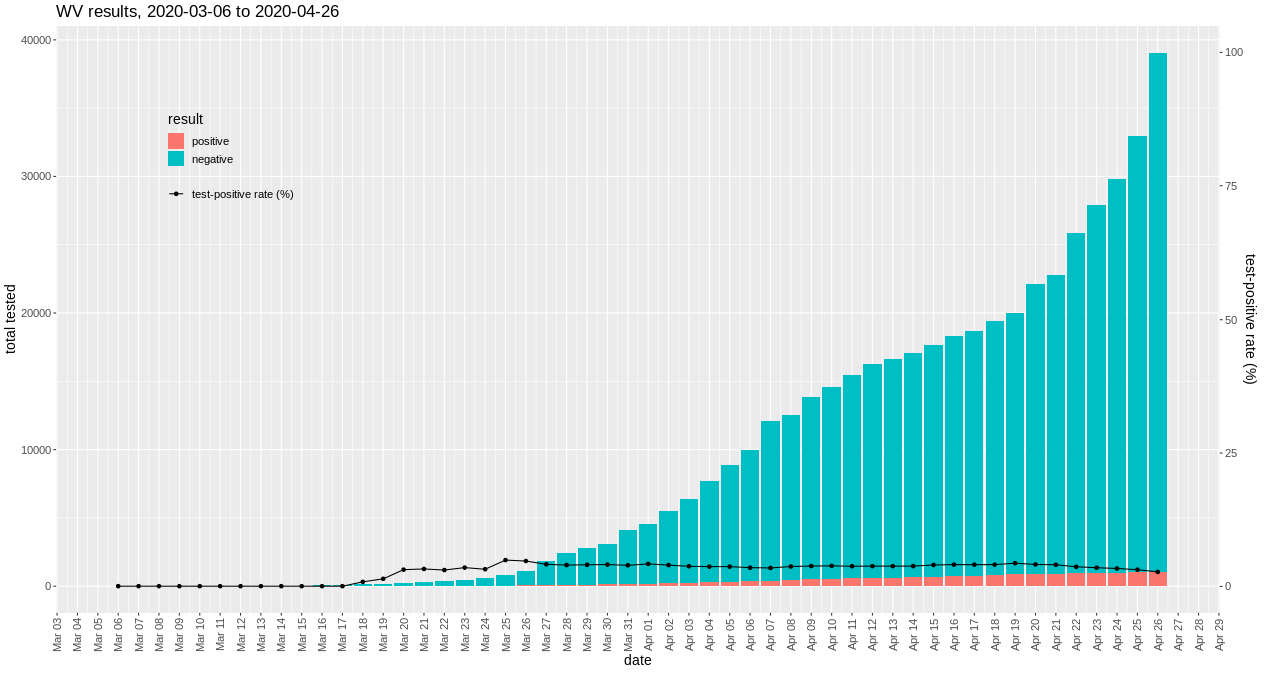 WV results, 2020-03-06 to 2020-04-26
40000
30000
20000
10000
0
total tested
result
positive
negative
test-positive rate (%)
100
75
50
25
0
test-positive rate (%)
Mar 03
Mar 04
Mar 05
Mar 06
Mar 07
Mar 08
Mar 09
Mar 10
Mar 11
Mar 12
Mar 13
Mar 14
Mar 15
Mar 16
Mar 17
Mar 18
Mar 19
Mar 20
Mar 21
Mar 22
Mar 23
Mar 24
Mar 25
Mar 26
Mar 27
Mar 28
Mar 29
Mar 30
Mar 31
Apr 01
Apr 02
Apr 03
Apr 04
Apr 05
Apr 06
Apr 07
Apr 08
Apr 09
Apr 10
Apr 11
Apr 12
Apr 13
Apr 14
Apr 15
Apr 16
Apr 17
Apr 18
Apr 19
Apr 20
Apr 21
Apr 22
Apr 23
Apr 24
Apr 25
Apr 26
Apr 27
Apr 28
Apr 29
date